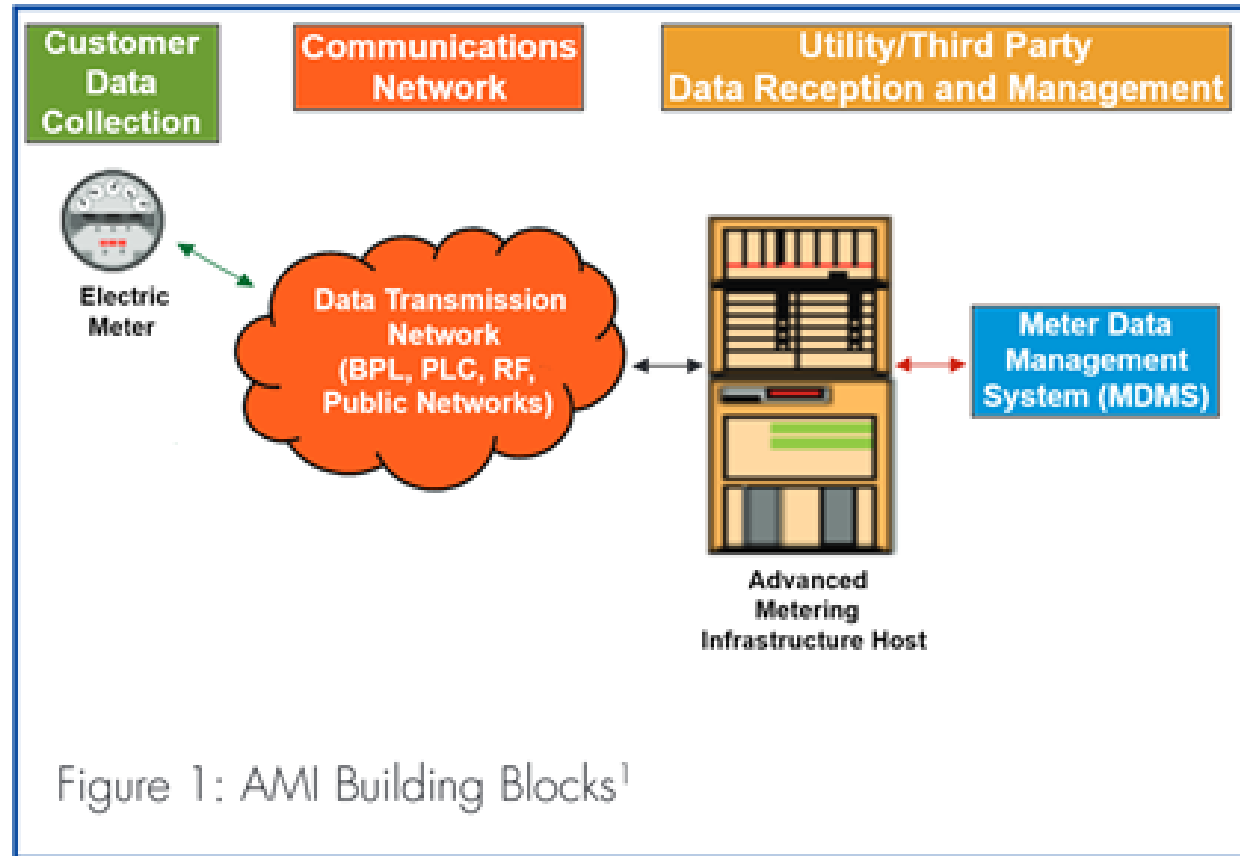 Customer
Data
Collection
Communications
Network
Utility/Third Party
Data Reception and Management
Electric
Meter
Data Transmission
Network
(BPL, PLC, RF,
Public Networks)
Meter Data
Management
System (MDMS)
Advanced
Metering
Infrastructure Host
Figure 1: AMI Building Blocks¹